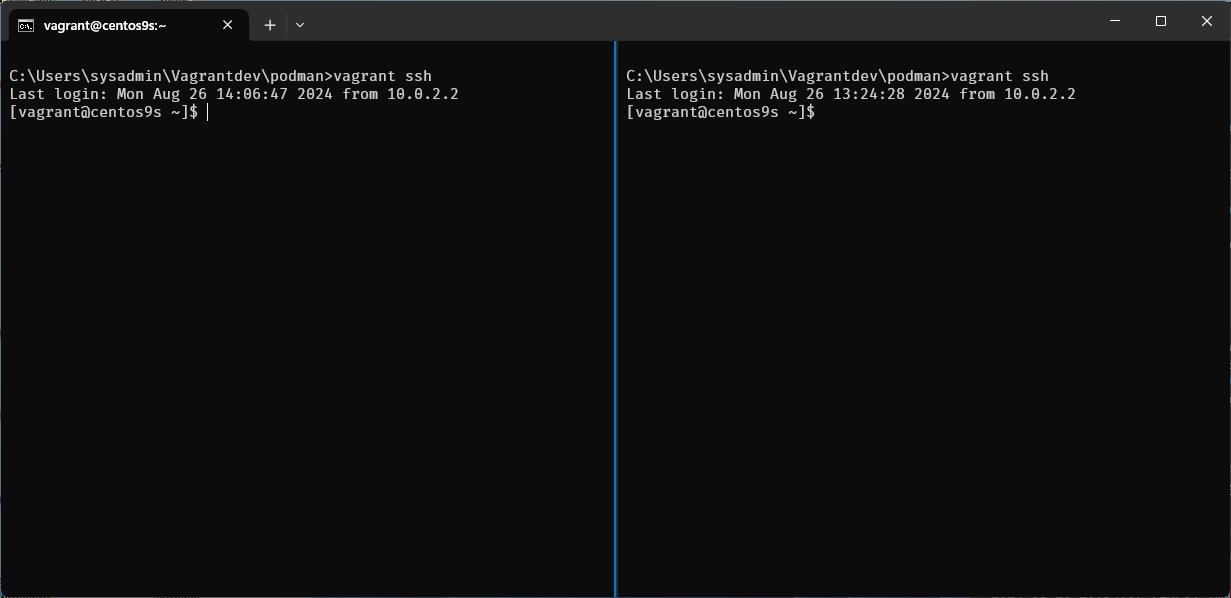 vagrant@centos9s:~
C:\Users\sysadmin\Vagrantdev\podman>vagrant ssh
Last login: Mon Aug 26 14:06:47 2024 from 10.0.2.2
[vagrant@centos9s ~]$
C:\Users\sysadmin\Vagrantdev\podman>vagrant ssh
Last login: Mon Aug 26 13:24:28 2024 from 10.0.2.2
[vagrant@centos9s ~]$